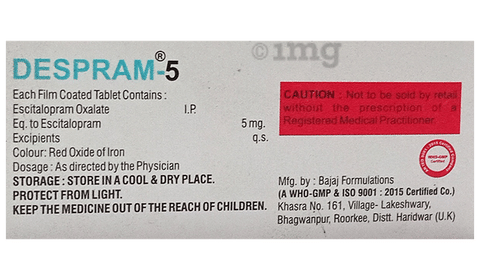 DESPRAM®-5
©1mg
Each Film Coated Tablet Contains :
Escitalopram Oxalate I.P.
Eq. to Escitalopram 5 mg.
Excipients q.s.
Colour: Red Oxide of Iron
Dosage : As directed by the Physician
STORAGE : STORE IN A COOL & DRY PLACE.
PROTECT FROM LIGHT.
KEEP THE MEDICINE OUT OF THE REACH OF CHILDREN.
CAUTION : Not to be sold by retail
without the prescription of a
Registered Medical Practitioner.
WHO-GMP
Certified
Mfg. by : Bajaj Formulations
(A WHO-GMP & ISO 9001 : 2015 Certified Co.)
Khasra No. 161, Village- Lakeshwary,
Bhagwanpur, Roorkee, Distt. Haridwar (U.K)